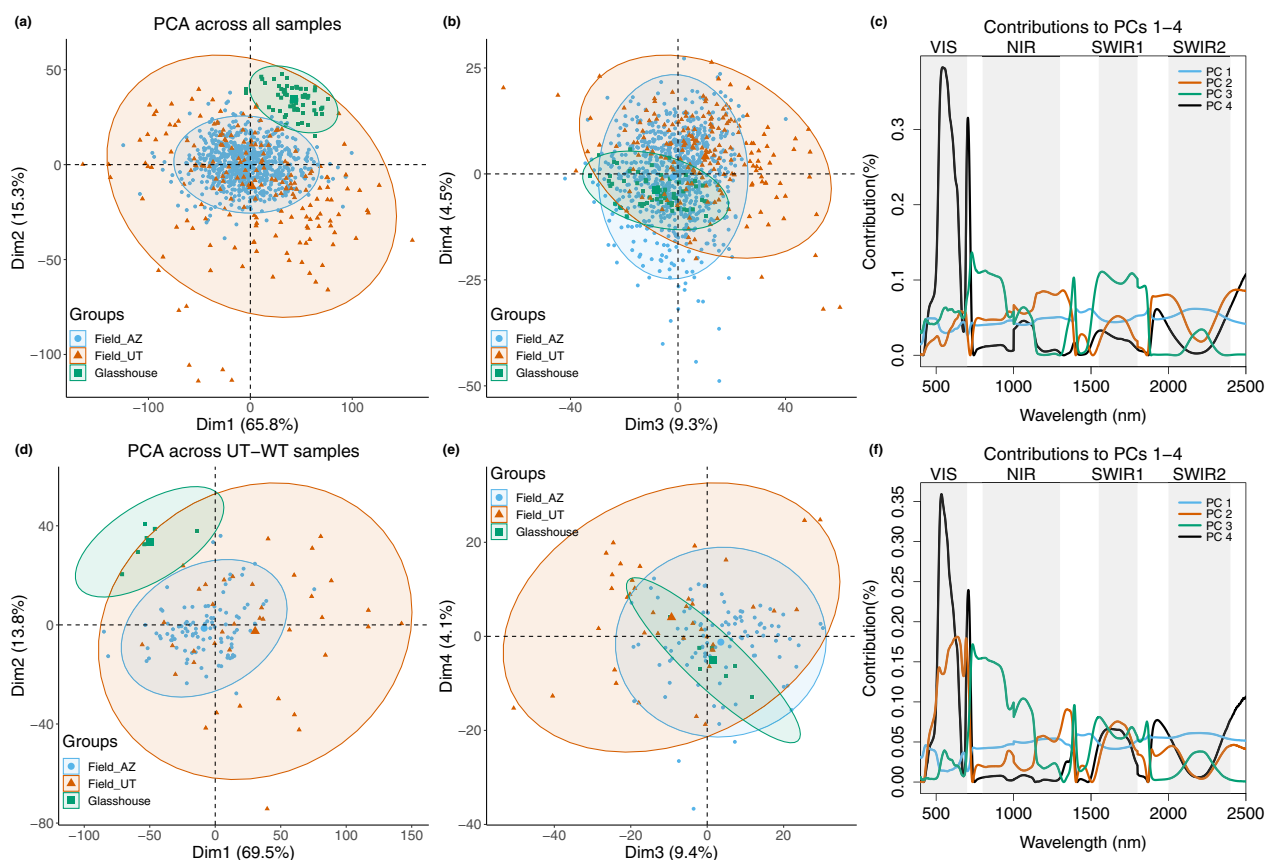 (a) PCA across all samples
Dim2 (15.3%)
50
0
−50
−100
Groups
Field_AZ
Field_UT
Glasshouse
−100 0 100
Dim1 (65.8%)
(b)
Dim4 (4.5%)
25
0
−25
−50
Groups
Field_AZ
Field_UT
Glasshouse
−40 0 40
Dim3 (9.3%)
(c) Contributions to PCs 1−4
VIS NIR SWIR1 SWIR2
PC 1
PC 2
PC 3
PC 4
Contribution(%)
0.3
0.2
0.1
0.0
500 1000 1500 2000 2500
Wavelength (nm)
(d) PCA across UT−WT samples
Dim2 (13.8%)
40
0
−40
−80
Groups
Field_AZ
Field_UT
Glasshouse
−100 −50 0 50 100 150
Dim1 (69.5%)
(e)
Groups
Field_AZ
Field_UT
Glasshouse
Dim4 (4.1%)
20
0
−20
−40
−40 −20 0 20
Dim3 (9.4%)
(f) Contributions to PCs 1−4
VIS NIR SWIR1 SWIR2
PC 1
PC 2
PC 3
PC 4
Contribution(%)
0.35
0.30
0.25
0.20
0.15
0.10
0.05
0.00
500 1000 1500 2000 2500
Wavelength (nm)